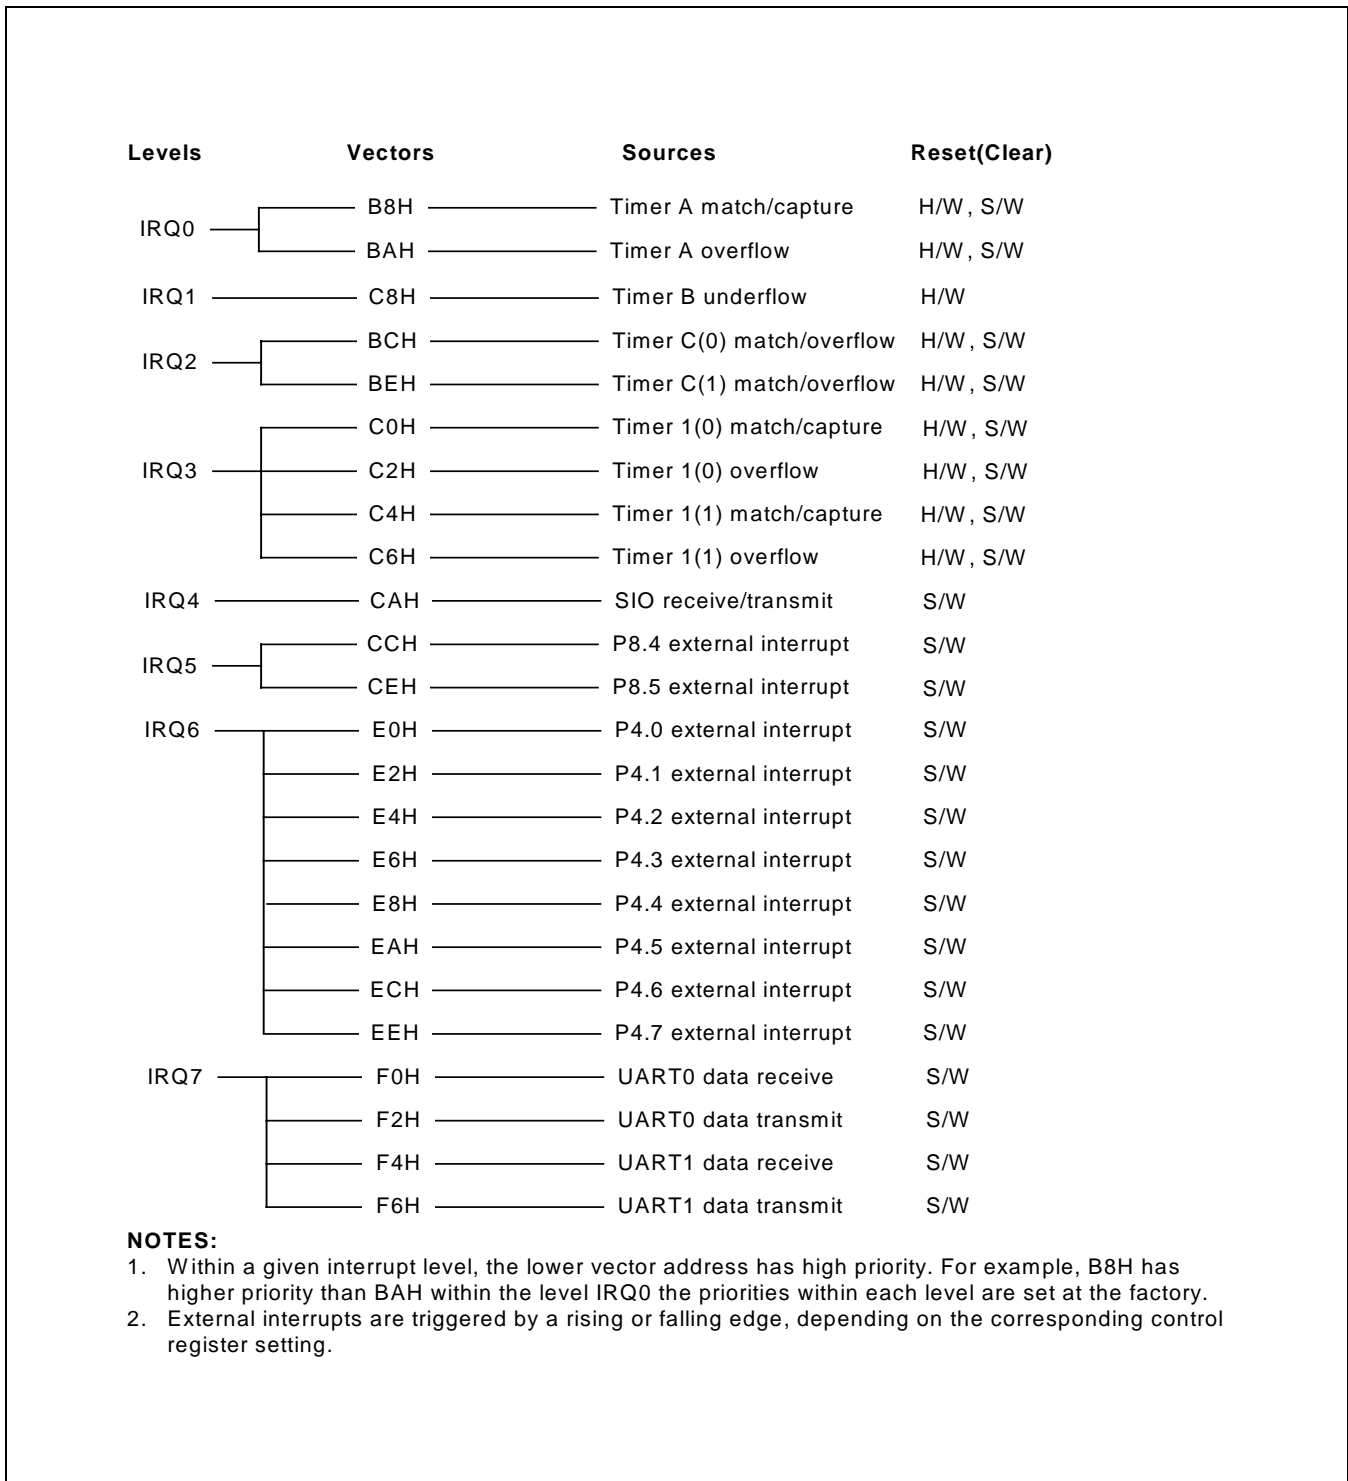 Levels Vectors Sources Reset(Clear)
IRQ0 B8H Timer A match/capture H/W, S/W
BAH Timer A overflow H/W, S/W
IRQ1 C8H Timer B underflow H/W
IRQ2 BCH Timer C(0) match/overflow H/W, S/W
BEH Timer C(1) match/overflow H/W, S/W
C0H Timer 1(0) match/capture H/W, S/W
IRQ3 C2H Timer 1(0) overflow H/W, S/W
C4H Timer 1(1) match/capture H/W, S/W
C6H Timer 1(1) overflow H/W, S/W
IRQ4 CAH SIO receive/transmit S/W
IRQ5 CCH P8.4 external interrupt S/W
CEH P8.5 external interrupt S/W
IRQ6 E0H P4.0 external interrupt S/W
E2H P4.1 external interrupt S/W
E4H P4.2 external interrupt S/W
E6H P4.3 external interrupt S/W
E8H P4.4 external interrupt S/W
EAH P4.5 external interrupt S/W
ECH P4.6 external interrupt S/W
EEH P4.7 external interrupt S/W
IRQ7 F0H UART0 data receive S/W
F2H UART0 data transmit S/W
F4H UART1 data receive S/W
F6H UART1 data transmit S/W
NOTES:
1. Within a given interrupt level, the lower vector address has high priority. For example, B8H has
higher priority than BAH within the level IRQ0 the priorities within each level are set at the factory.
2. External interrupts are triggered by a rising or falling edge, depending on the corresponding control
register setting.